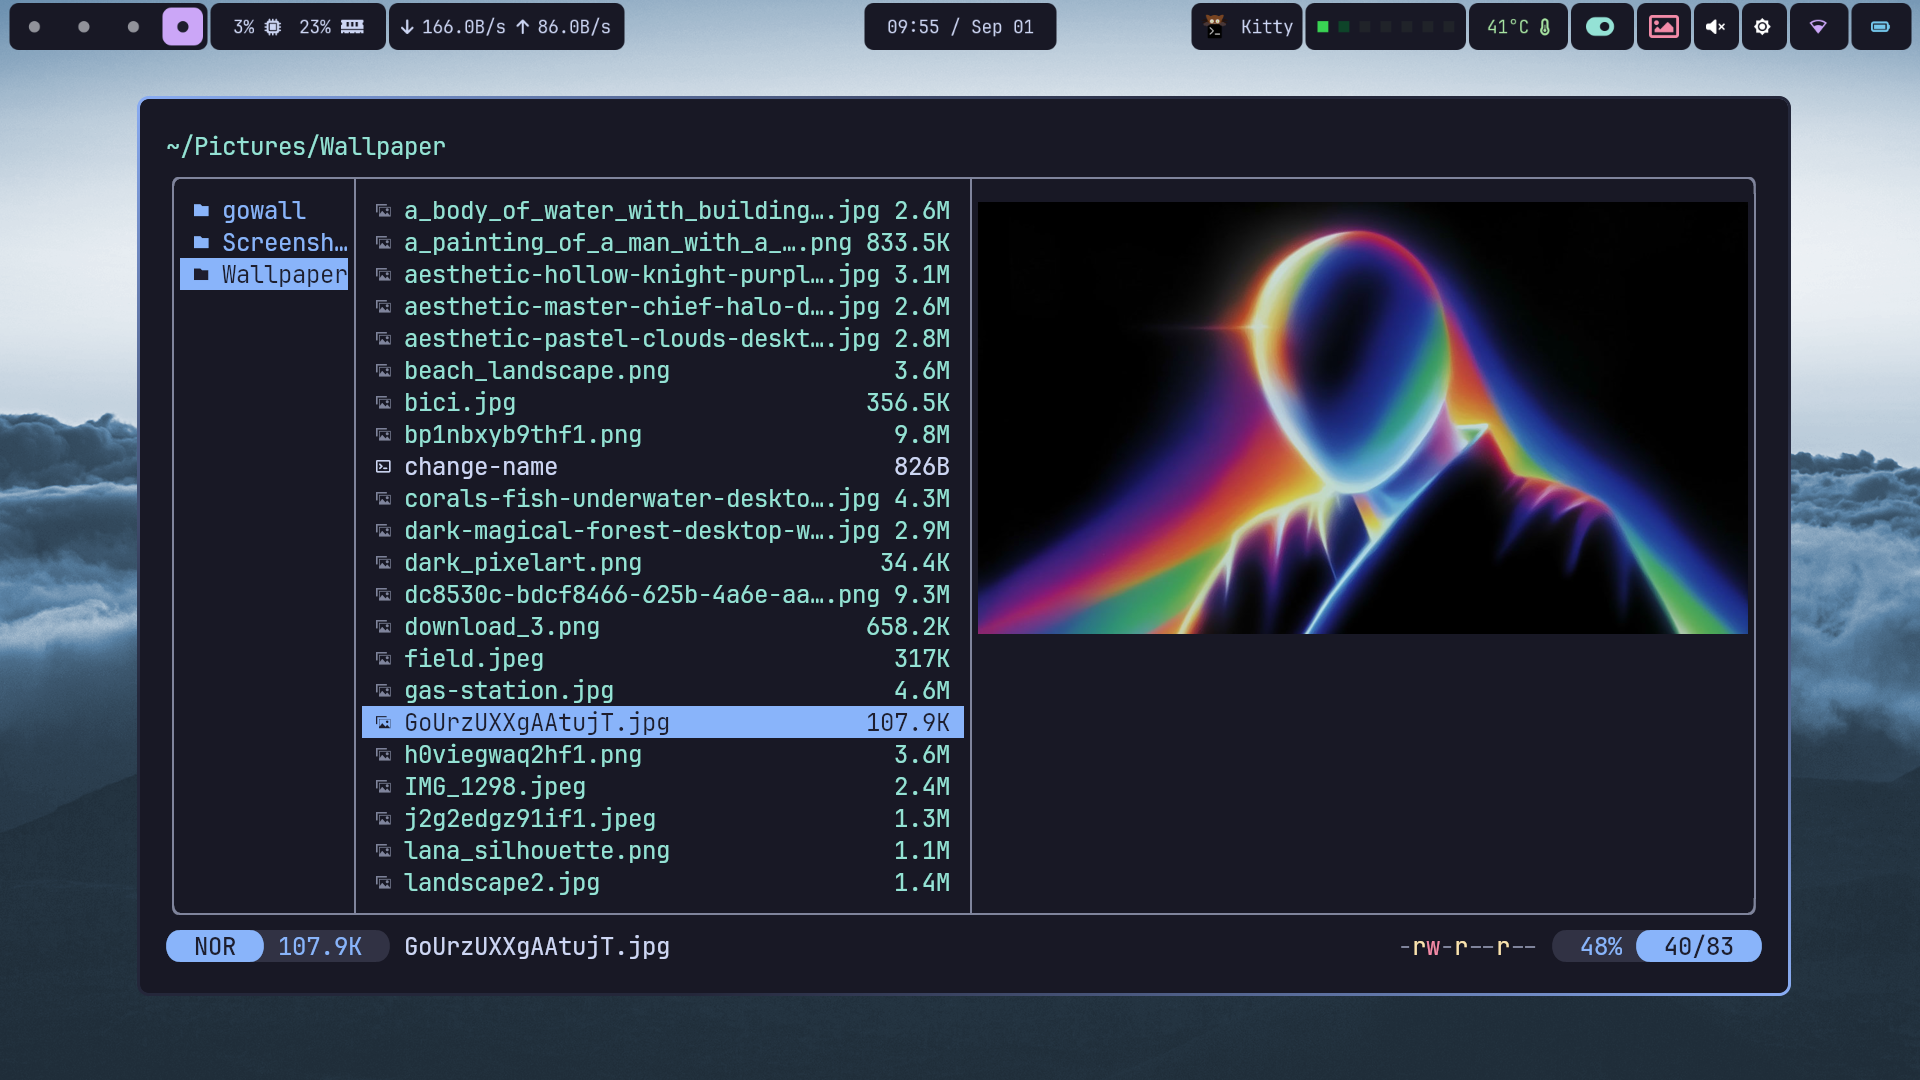 3% 23% 166.0B/s 86.0B/s 09:55 / Sep 01 Kitty 41°C
~/Pictures/Wallpaper
gowall
Screensh…
Wallpaper
a_body_of_water_with_building….jpg 2.6M
a_painting_of_a_man_with_a_….png 833.5K
aesthetic-hollow-knight-purpl….jpg 3.1M
aesthetic-master-chief-halo-d….jpg 2.6M
aesthetic-pastel-clouds-deskt….jpg 2.8M
beach_landscape.png 3.6M
bici.jpg 356.5K
bp1nbxyb9thf1.png 9.8M
change-name 826B
corals-fish-underwater-deskto….jpg 4.3M
dark-magical-forest-desktop-w….jpg 2.9M
dark_pixelart.png 34.4K
dc8530c-bdcf8466-625b-4a6e-aa….png 9.3M
download_3.png 658.2K
field.jpeg 317K
gas-station.jpg 4.6M
GoUrzUXXgAAtujT.jpg 107.9K
h0viegwaq2hf1.png 3.6M
IMG_1298.jpeg 2.4M
j2g2edgz91if1.jpeg 1.3M
lana_silhouette.png 1.1M
landscape2.jpg 1.4M
NOR 107.9K GoUrzUXXgAAtujT.jpg -rw-r--r-- 48% 40/83